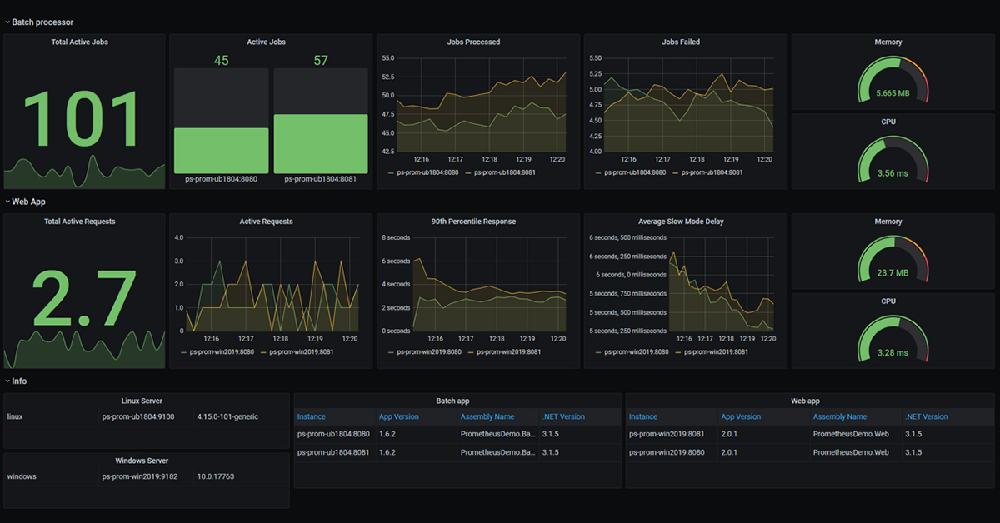 Batch processor
Total Active Jobs
101
Active Jobs
45 57
ps-prom-ub1804:8080 ps-prom-ub1804:8081
Jobs Processed
55.0
52.5
50.0
47.5
45.0
42.5
12:16 12:17 12:18 12:19 12:20
ps-prom-ub1804:8080 ps-prom-ub1804:8081
Jobs Failed
5.50
5.25
5.00
4.75
4.50
4.25
4.00
12:16 12:17 12:18 12:19 12:20
ps-prom-ub1804:8080 ps-prom-ub1804:8081
Memory
5.665 MB
CPU
3.56 ms
Web App
Total Active Requests
2.7
Active Requests
4.0
3.0
2.0
1.0
0
12:16 12:17 12:18 12:19 12:20
ps-prom-win2019:8080 ps-prom-win2019:8081
90th Percentile Response
8 seconds
6 seconds
4 seconds
2 seconds
0 seconds
12:16 12:17 12:18 12:19 12:20
ps-prom-win2019:8080 ps-prom-win2019:8081
Average Slow Mode Delay
6 seconds, 500 milliseconds
6 seconds, 250 milliseconds
6 seconds, 0 milliseconds
5 seconds, 750 milliseconds
5 seconds, 500 milliseconds
5 seconds, 250 milliseconds
12:16 12:17 12:18 12:19 12:20
ps-prom-win2019:8080 ps-prom-win2019:8081
Memory
23.7 MB
CPU
3.28 ms
Info
Linux Server
linux ps-prom-ub1804:9100 4.15.0-101-generic
Windows Server
windows ps-prom-win2019:9182 10.0.17763
Batch app
Instance App Version Assembly Name .NET Version
ps-prom-ub1804:8080 1.6.2 PrometheusDemo.Ba... 3.1.5
ps-prom-ub1804:8081 1.6.2 PrometheusDemo.Ba... 3.1.5
Web app
Instance App Version Assembly Name .NET Version
ps-prom-win2019:8081 2.0.1 PrometheusDemo.Web 3.1.5
ps-prom-win2019:8080 2.0.1 PrometheusDemo.Web 3.1.5